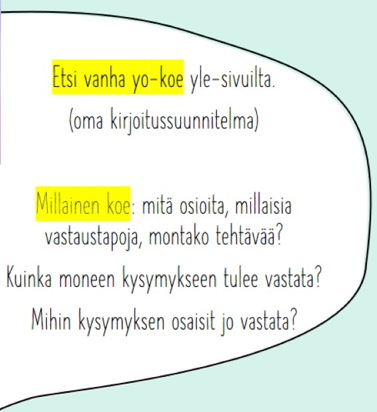 Etsi vanha yo-koe yle-sivuilta.
(oma kirjoitussuunnitelma)
Millainen koe: mitä osioita, millaisia
vastaustapoja, montako tehtävää?
Kuinka moneen kysymykseen tulee vastata?
Mihin kysymyksen osaisit jo vastata?